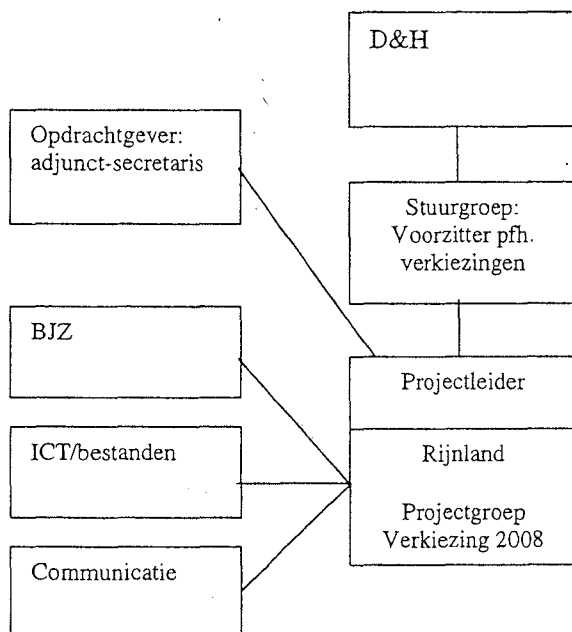 D&H
Opdrachtgever:
adjunct-secretaris
Stuurgroep:
Voorzitter pfh.
verkiezingen
BJZ
Projectleider
ICT/bestanden
Rijnland
Projectgroep
Verkiezing 2008
Communicatie